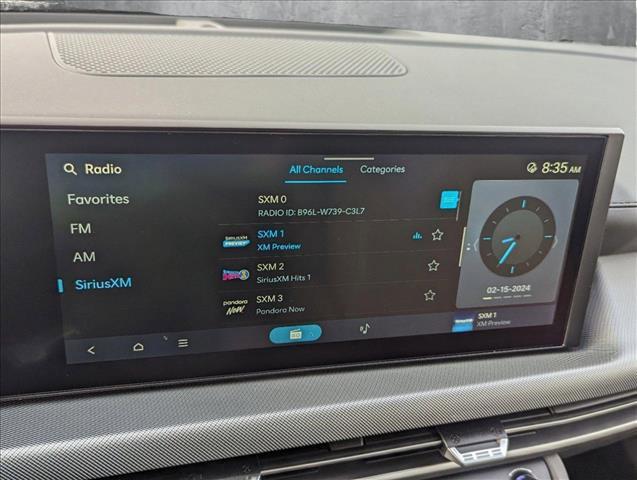 Radio
All Channels
Categories
8:35 AM
Favorites
FM
AM
SiriusXM
SXM 0
RADIO ID: B96L-W739-C3L7
SIRIUSXM
PREVIEW
SXM 1
XM Preview
SXM 2
SiriusXM Hits 1
pandora
NOW
SXM 3
Pandora Now
02-15-2024
SXM 1
XM Preview